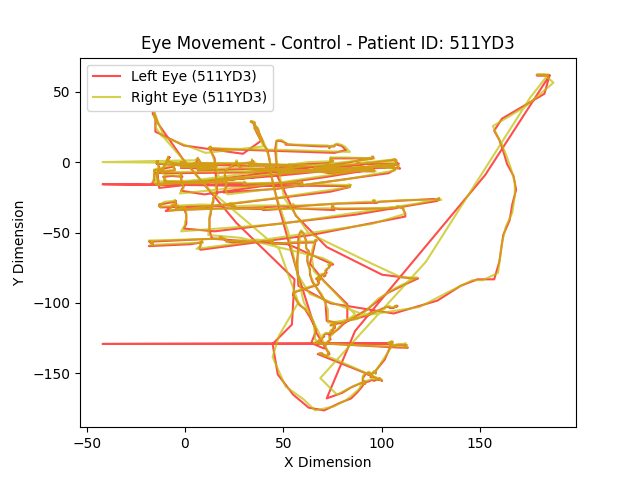 Eye Movement - Control - Patient ID: 511YD3
Left Eye (511YD3)
Right Eye (511YD3)
Y Dimension
50
0
−50
−100
−150
−50
0
50
100
150
X Dimension